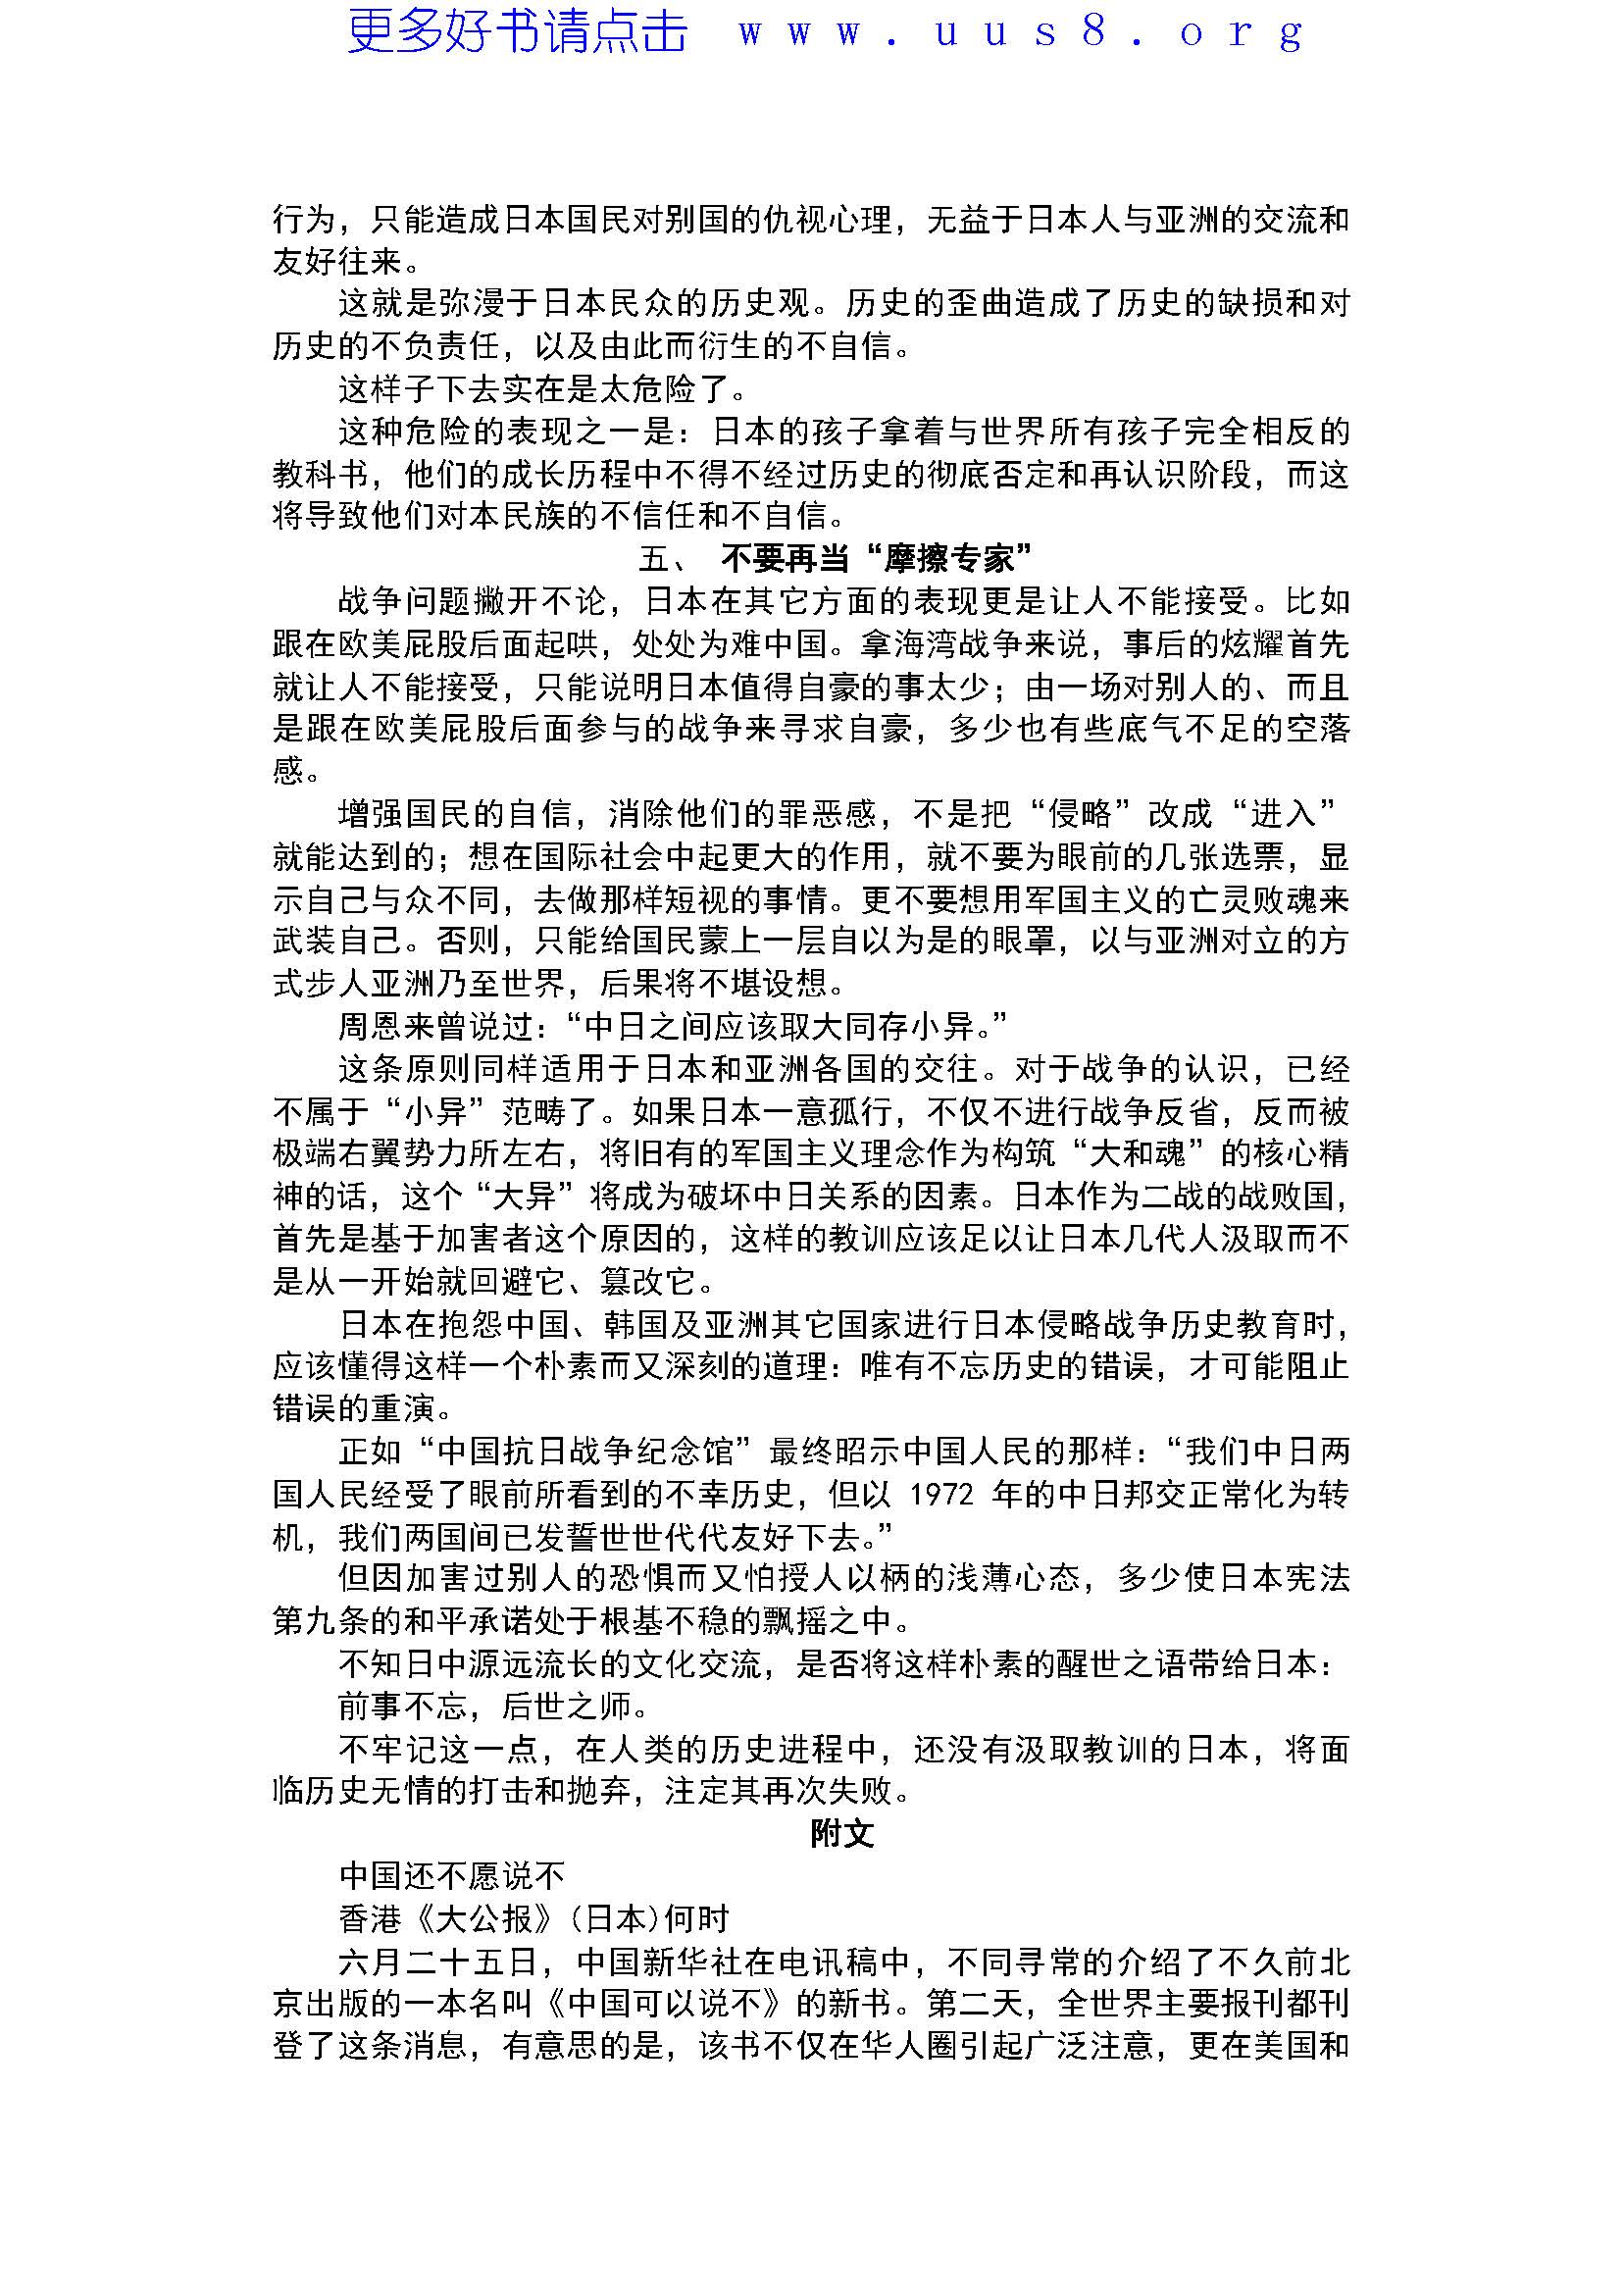 更多好书请点击 www.uus8.org
行为，只能造成日本国民对别国的仇视心理，无益于日本人与亚洲的交流和
友好往来。
这就是弥漫于日本民众的历史观。历史的歪曲造成了历史的缺损和对
历史的不负责任，以及由此而衍生的不自信。
这样子下去实在是太危险了。
这种危险的表现之一是：日本的孩子拿着与世界所有孩子完全相反的
教科书，他们的成长历程中不得不经过历史的彻底否定和再认识阶段，而这
将导致他们对本民族的不信任和不自信。
五、 不要再当“摩擦专家”
战争问题撇开不论，日本在其它方面的表现更是让人不能接受。比如
跟在欧美屁股后面起哄，处处为难中国。拿海湾战争来说，事后的炫耀首先
就让人不能接受，只能说明日本值得自豪的事太少；由一场对别人的、而且
是跟在欧美屁股后面参与的战争来寻求自豪，多少也有些底气不足的空落
感。
增强国民的自信，消除他们的罪恶感，不是把“侵略”改成“进入”
就能达到的；想在国际社会中起更大的作用，就不要为眼前的几张选票，显
示自己与众不同，去做那样短视的事情。更不要想用军国主义的亡灵败魂来
武装自己。否则，只能给国民蒙上一层自以为是的眼罩，以与亚洲对立的方
式步人亚洲乃至世界，后果将不堪设想。
周恩来曾说过：“中日之间应该取大同存小异。”
这条原则同样适用于日本和亚洲各国的交往。对于战争的认识，已经
不属于“小异”范畴了。如果日本一意孤行，不仅不进行战争反省，反而被
极端右翼势力所左右，将旧有的军国主义理念作为构筑“大和魂”的核心精
神的话，这个“大异”将成为破坏中日关系的因素。日本作为二战的战败国，
首先是基于加害者这个原因的，这样的教训应该足以让日本几代人汲取而不
是从一开始就回避它、篡改它。
日本在抱怨中国、韩国及亚洲其它国家进行日本侵略战争历史教育时，
应该懂得这样一个朴素而又深刻的道理：唯有不忘历史的错误，才可能阻止
错误的重演。
正如“中国抗日战争纪念馆”最终昭示中国人民的那样：“我们中日两
国人民经受了眼前所看到的不幸历史，但以 1972 年的中日邦交正常化为转
机，我们两国间已发誓世世代代友好下去。”
但因加害过别人的恐惧而又怕授人以柄的浅薄心态，多少使日本宪法
第九条的和平承诺处于根基不稳的飘摇之中。
不知日中源远流长的文化交流，是否将这样朴素的醒世之语带给日本：
前事不忘，后世之师。
不牢记这一点，在人类的历史进程中，还没有汲取教训的日本，将面
临历史无情的打击和抛弃，注定其再次失败。
附文
中国还不愿说不
香港《大公报》(日本)何时
六月二十五日，中国新华社在电讯稿中，不同寻常的介绍了不久前北
京出版的一本名叫《中国可以说不》的新书。第二天，全世界主要报刊都刊
登了这条消息，有意思的是，该书不仅在华人圈引起广泛注意，更在美国和